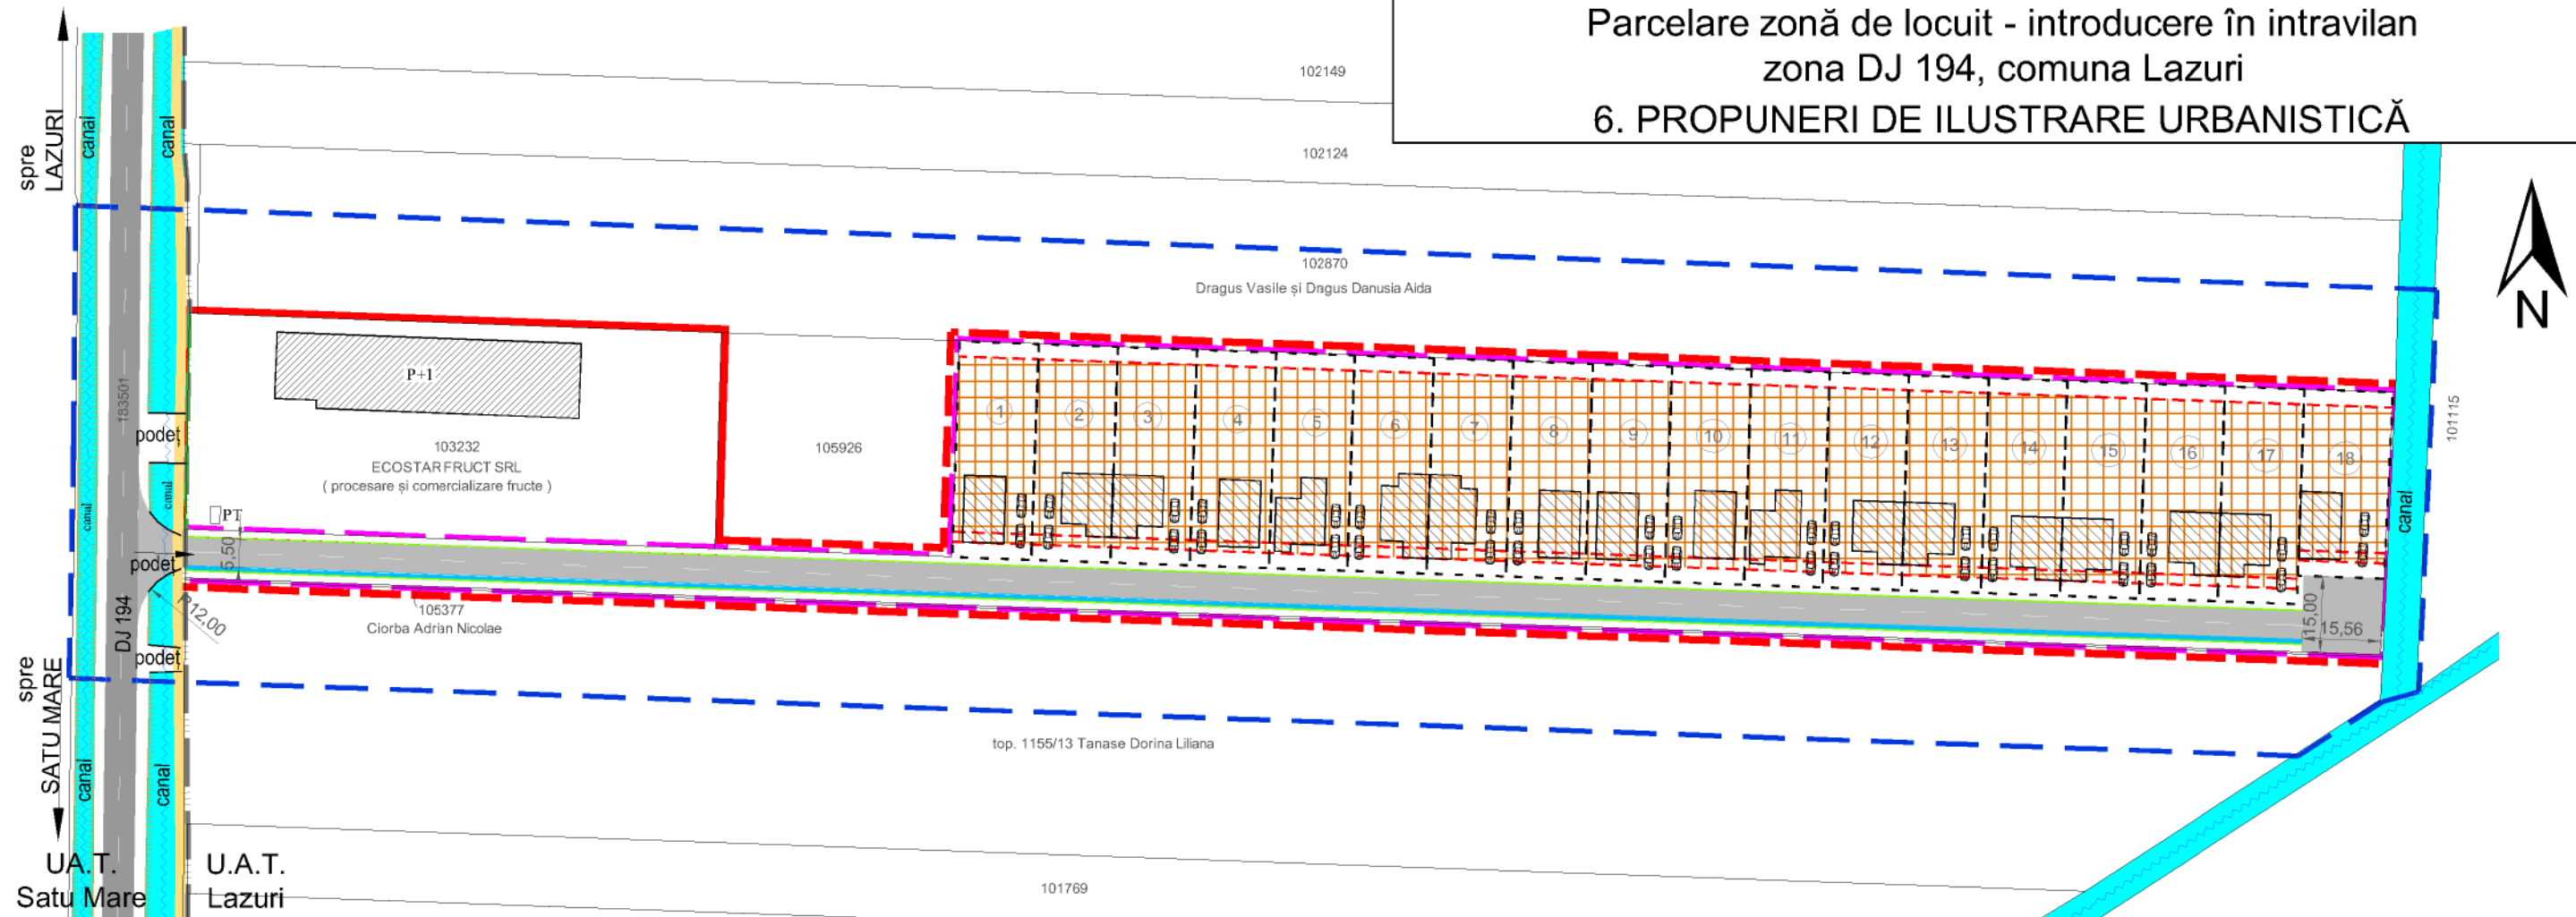 Parcelare zonă de locuit - introducere în intravilan
zona DJ 194, comuna Lazuri
6. PROPUNERI DE ILUSTRARE URBANISTICĂ
102149
102124
spre
LAZURI
canal
canal
102870
Dragus Vasile și Dragus Danusia Aida
N
183501
P+1
103232
ECOSTAR FRUCT SRL
( procesare și comercializare fructe )
105926
1
2
3
4
5
6
7
8
9
10
11
12
13
14
15
16
17
18
101115
canal
podeț
canal
canal
PT
5,50
podeț
R12,00
DJ 194
105377
Ciorba Adrian Nicolae
15,00
15,56
podeț
spre
SATU MARE
canal
canal
top. 1155/13 Tanase Dorina Liliana
UA.T.
Satu Mare
U.A.T.
Lazuri
101769